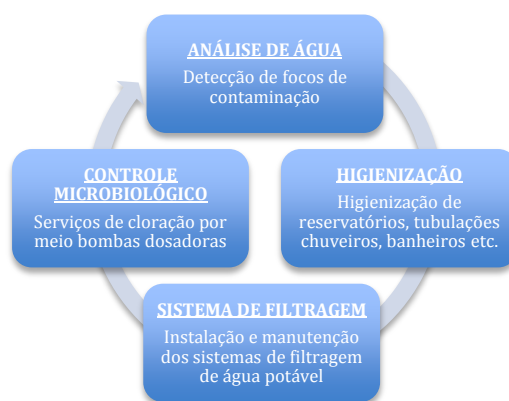 ANÁLISE DE ÁGUA
Detecção de focos de
contaminação
CONTROLE
MICROBIOLÓGICO
Serviços de cloração por
meio bombas dosadoras
HIGIENIZAÇÃO
Higienização de
reservatórios, tubulações
chuveiros, banheiros etc.
SISTEMA DE FILTRAGEM
Instalação e manutenção
dos sistemas de filtragem
de água potável